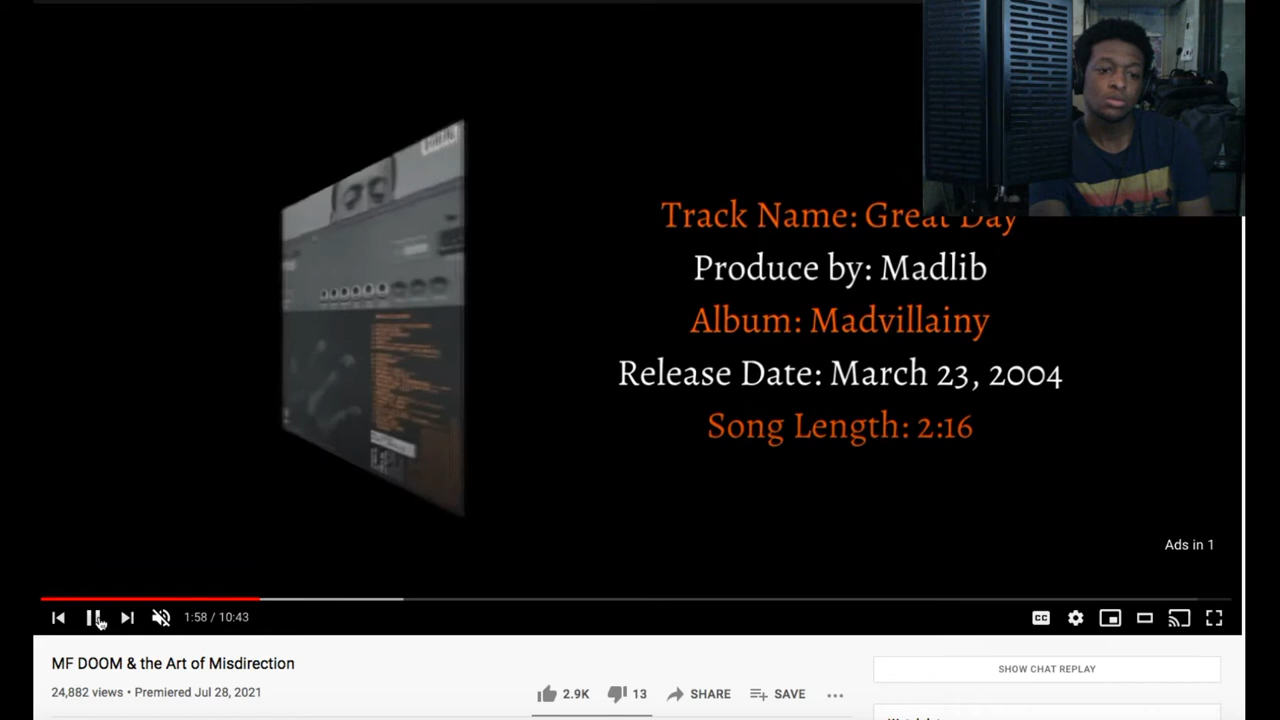 Track Name: Great Day
Produce by: Madlib
Album: Madvillainy
Release Date: March 23, 2004
Song Length: 2:16
Ads in 1
1:58 / 10:43
CC
MF DOOM & the Art of Misdirection
24,882 views • Premiered Jul 28, 2021
2.9K
13
SHARE
SAVE
SHOW CHAT REPLAY